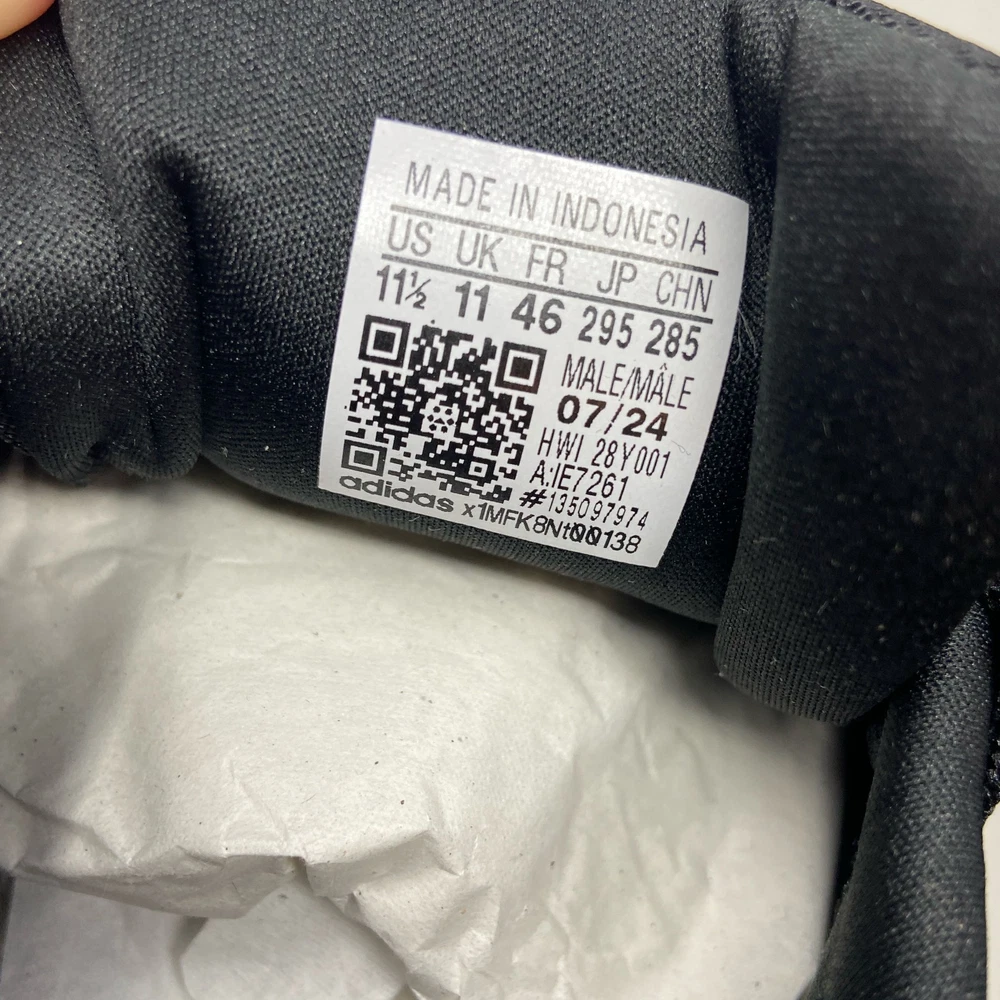 MADE IN INDONESIA
US UK FR JP CHN
11½ 11 46 295 285
MALE/MÂLE
07/24
HWI 28Y001
A:IE7261
#135097974
adidas x1MFK8Nt00138